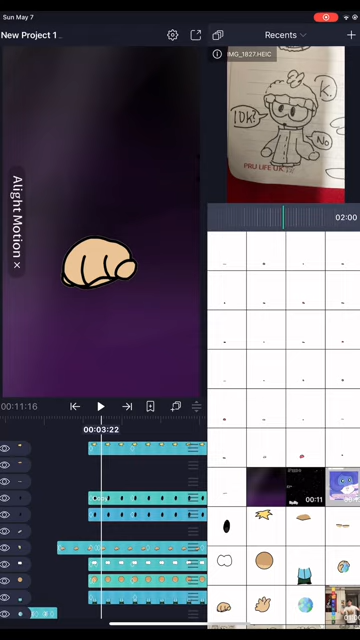 Sun May 7
New Project 1
Recents
IMG_1827.HEIC
K.
IDK?
No
PRU LIFE UK
02:00
Alight Motion ×
00:11:16
00:03:22
00:11